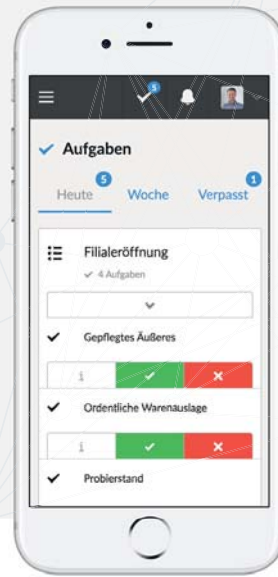 5
Aufgaben
5
1
Heute Woche Verpasst
Filialeröffnung
4 Aufgaben
Gepflegtes Äußeres
i
Ordentliche Warenauslage
i
Probierstand